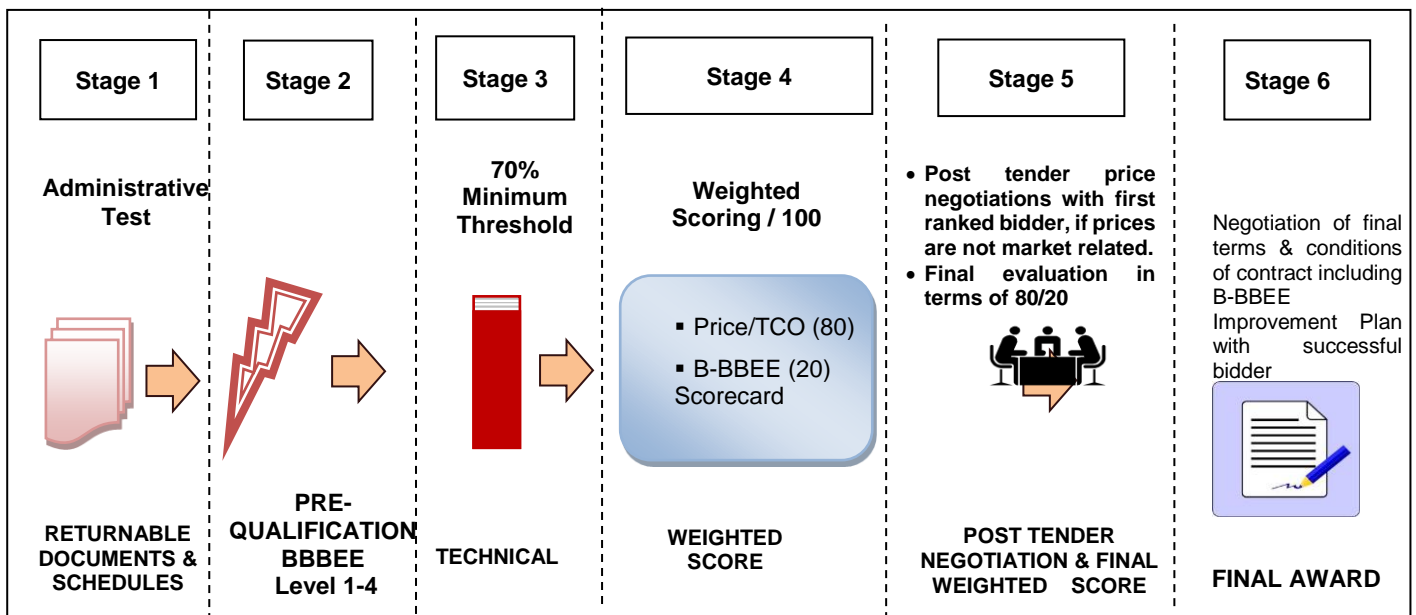 Stage 1
Administrative
Test
RETURNABLE
DOCUMENTS &
SCHEDULES
Stage 2
PRE-
QUALIFICATION
BBBEE
Level 1-4
Stage 3
70%
Minimum
Threshold
TECHNICAL
Stage 4
Weighted
Scoring / 100
▪ Price/TCO (80)
▪ B-BBEE (20)
Scorecard
WEIGHTED
SCORE
Stage 5
• Post tender price
negotiations with first
ranked bidder, if prices
are not market related.
• Final evaluation in
terms of 80/20
POST TENDER
NEGOTIATION & FINAL
WEIGHTED SCORE
Stage 6
Negotiation of final
terms & conditions
of contract including
B-BBEE
Improvement Plan
with successful
bidder
FINAL AWARD